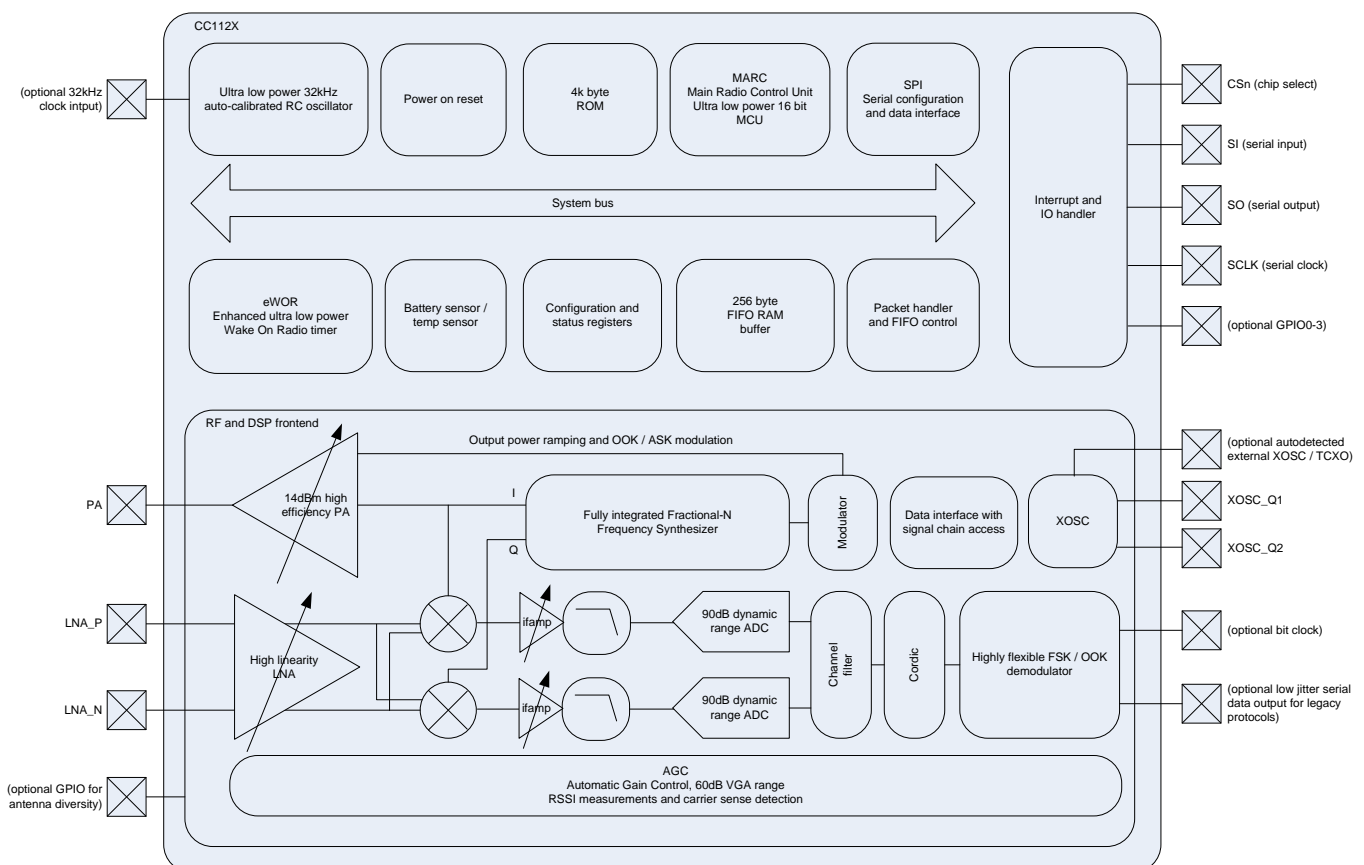 CC112X
(optional 32kHz
clock input)
Ultra low power 32kHz
auto-calibrated RC oscillator
Power on reset
4k byte
ROM
MARC
Main Radio Control Unit
Ultra low power 16 bit
MCU
SPI
Serial configuration
and data interface
Interrupt and
IO handler
CSn (chip select)
SI (serial input)
SO (serial output)
SCLK (serial clock)
(optional GPIO0-3)
System bus
eWOR
Enhanced ultra low power
Wake On Radio timer
Battery sensor /
temp sensor
Configuration and
status registers
256 byte
FIFO RAM
buffer
Packet handler
and FIFO control
RF and DSP frontend
Output power ramping and OOK / ASK modulation
(optional autodetected
external XOSC / TCXO)
PA
14dBm high
efficiency PA
I
Q
Fully integrated Fractional-N
Frequency Synthesizer
Modulator
Data interface with
signal chain access
XOSC
XOSC_Q1
XOSC_Q2
LNA_P
LNA_N
High linearity
LNA
ifamp
90dB dynamic
range ADC
ifamp
90dB dynamic
range ADC
Channel
filter
Cordic
Highly flexible FSK / OOK
demodulator
(optional bit clock)
(optional low jitter serial
data output for legacy
protocols)
(optional GPIO for
antenna diversity)
AGC
Automatic Gain Control, 60dB VGA range
RSSI measurements and carrier sense detection